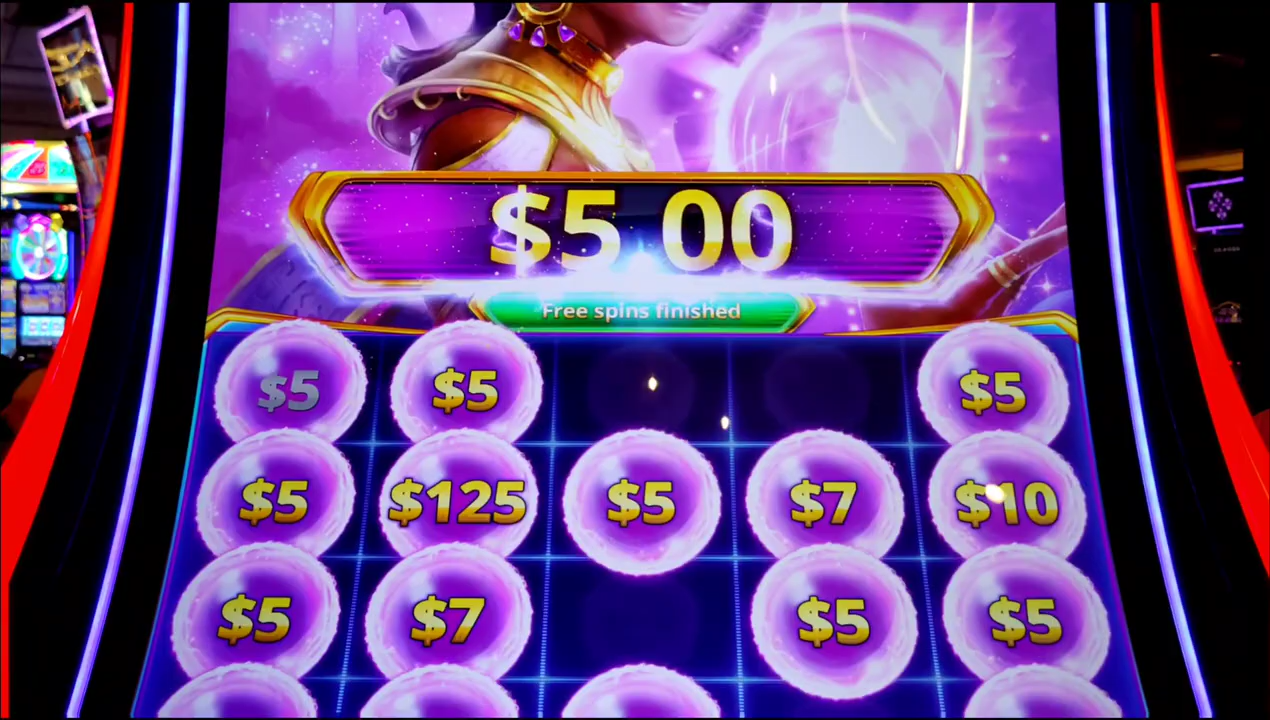 $5.00
Free spins finished
$5 $5 $5
$5 $125 $5 $7 $10
$5 $7 $5 $5